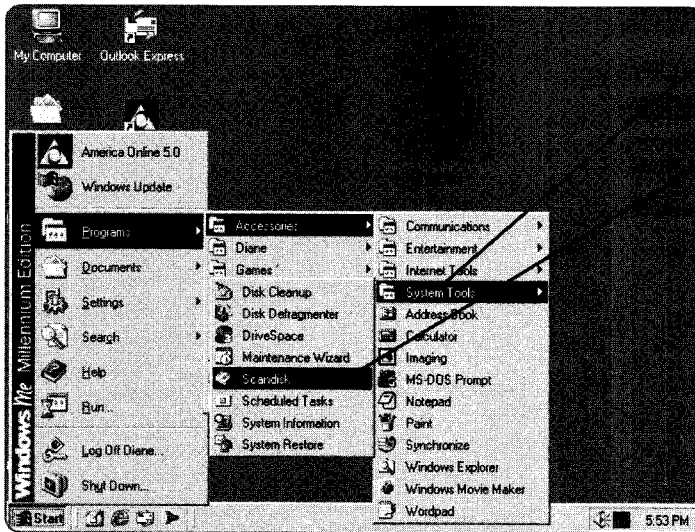 My Computer
Outlook Express
America Online 5.0
Windows Update
Programs
Documents
Settings
Search
Help
Run...
Log Off Diane...
Shut Down...
Windows Me Millennium Edition
Accessories
Diane
Games
Disk Cleanup
Disk Defragmenter
DriveSpace
Maintenance Wizard
Scandisk
Scheduled Tasks
System Information
System Restore
Communications
Entertainment
Internet Tools
System Tools
Address Book
Calculator
Imaging
MS-DOS Prompt
Notepad
Paint
Synchronize
Windows Explorer
Windows Movie Maker
Wordpad
Start
5:53 PM